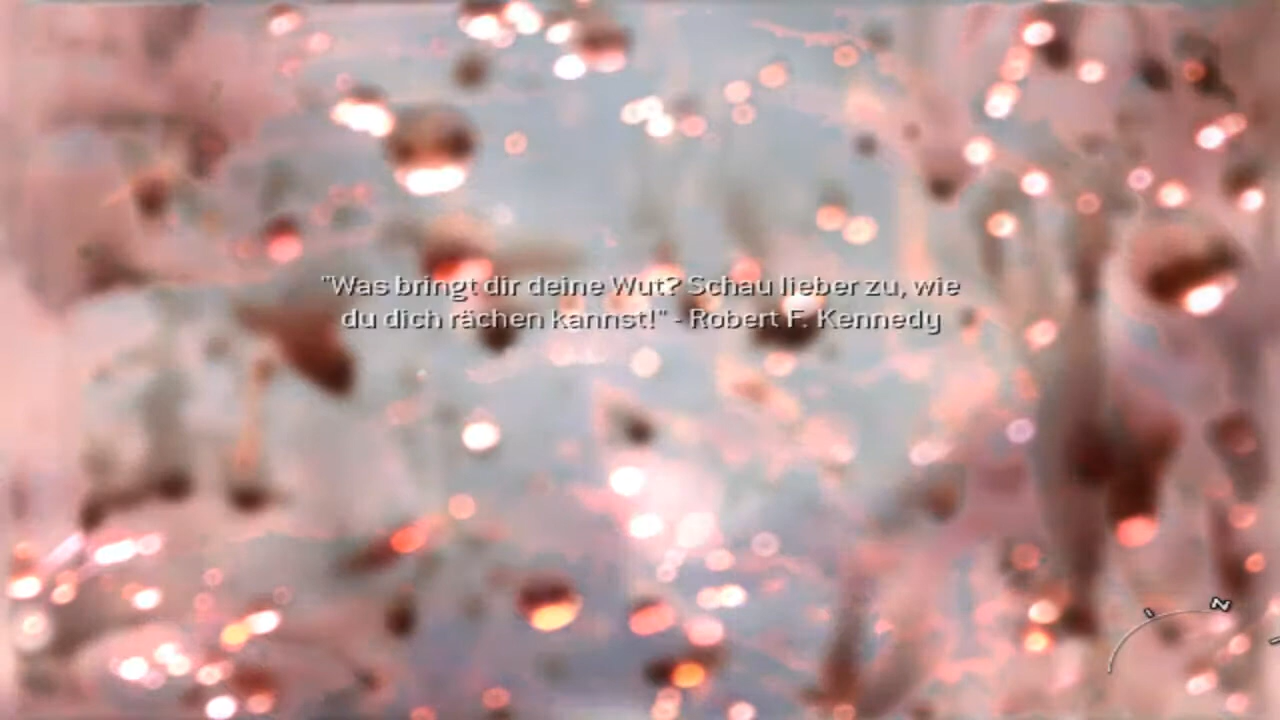 "Was bringt dir deine Wut? Schau lieber zu, wie
du dich rächen kannst!" - Robert F. Kennedy
N